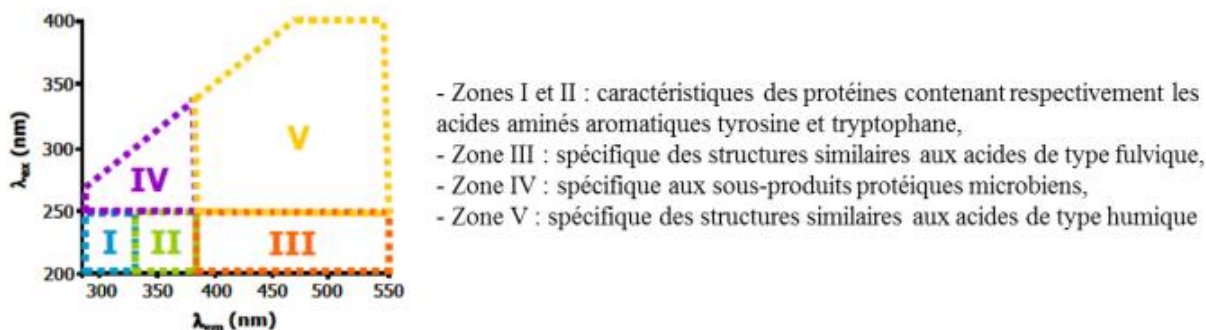 400
350
300
250
200
λex (nm)
V
IV
I
II
III
300
350
400
450
500
550
λem (nm)
- Zones I et II : caractéristiques des protéines contenant respectivement les
acides aminés aromatiques tyrosine et tryptophane,
- Zone III : spécifique des structures similaires aux acides de type fulvique,
- Zone IV : spécifique aux sous-produits protéiques microbiens,
- Zone V : spécifique des structures similaires aux acides de type humique